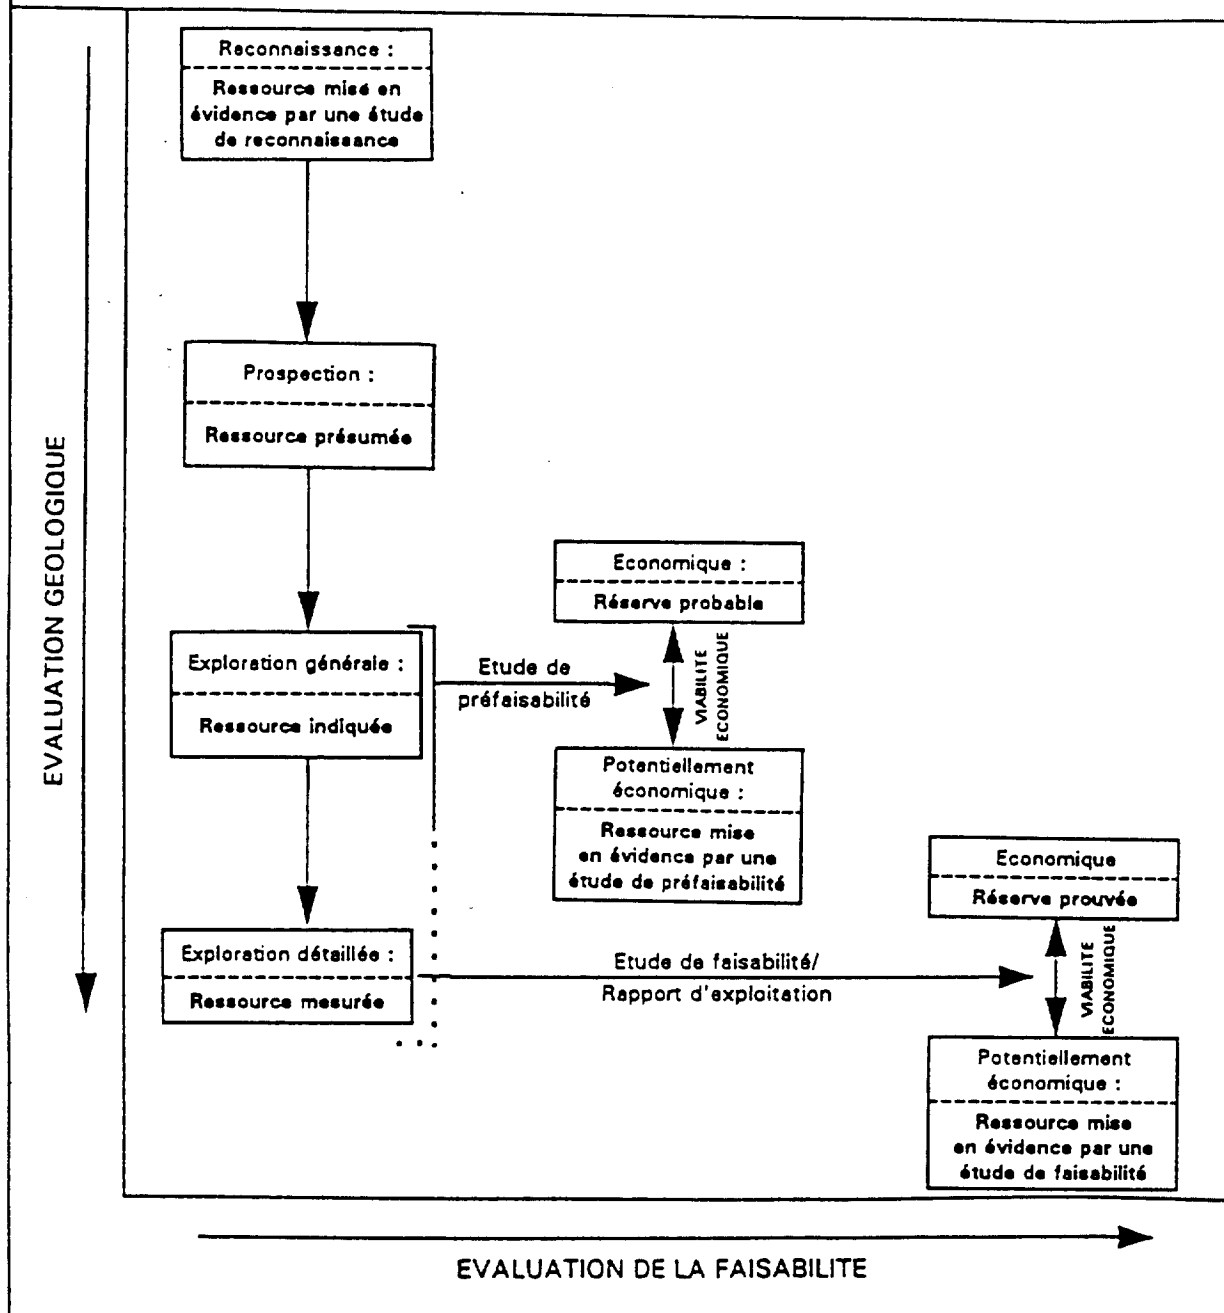 Reconnaissance :
Ressource misé en
évidence par une étude
de reconnaissance
Prospection :
Ressource présumée
EVALUATION GEOLOGIQUE
Economique :
Réserve probable
Exploration générale :
Ressource indiquée
Etude de
préfaisabilité
VIABILITE
ECONOMIQUE
Potentiellement
économique :
Ressource mise
en évidence par une
étude de préfaisabilité
Economique
Réserve prouvée
Exploration détaillée :
Ressource mesurée
Etude de faisabilité/
Rapport d'exploitation
VIABILITE
ECONOMIQUE
Potentiellement
économique :
Ressource mise
en évidence par une
étude de faisabilité
EVALUATION DE LA FAISABILITE